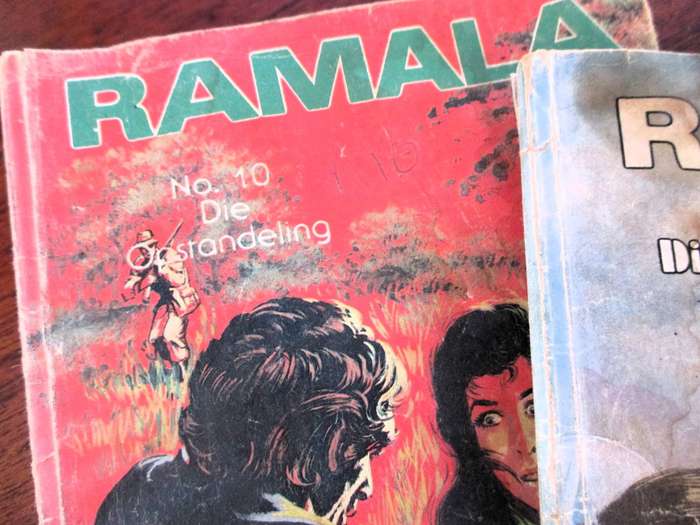 RAMALA
No. 10
Die
Opstandeling
R
Di